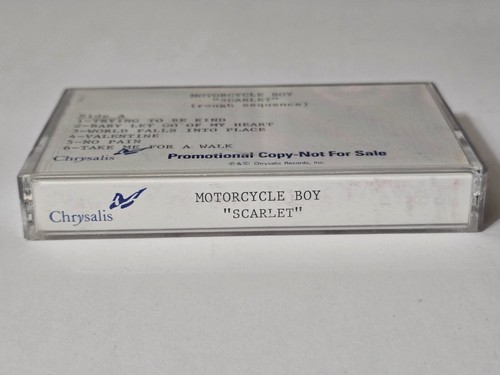 MOTORCYCLE BOY
"SCARLET"
(rough sequence)
Side A
1-TRYING TO BE KIND
2-BABY LET GO OF MY HEART
3-WORLD FALLS INTO PLACE
4-VALENTINE
5-NO PAIN
6-TAKE ME FOR A WALK
Chrysalis
Promotional Copy-Not For Sale
℗&© Chrysalis Records, Inc.
Chrysalis
MOTORCYCLE BOY
"SCARLET"